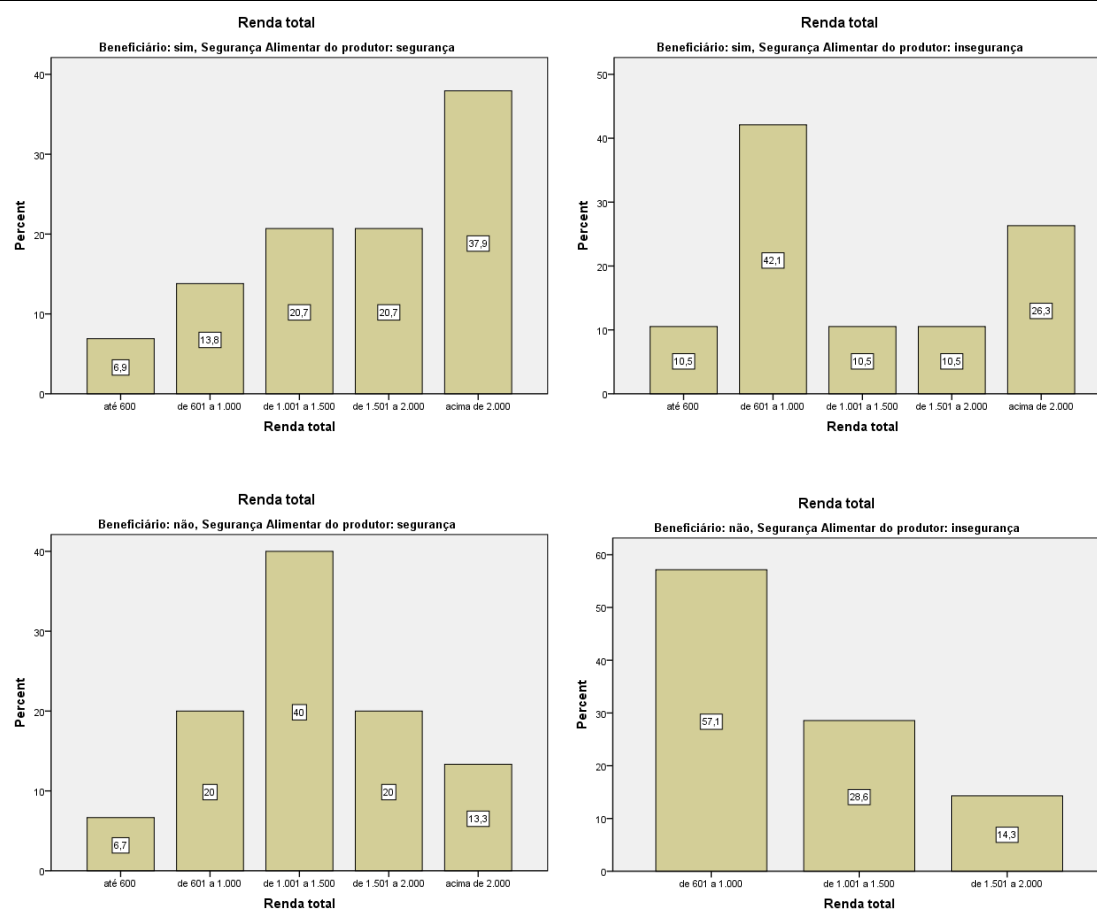 Renda total
Beneficiário: sim, Segurança Alimentar do produtor: segurança
Percent
40
30
20
10
0
6,9
13,8
20,7
20,7
37,9
até 600
de 601 a 1.000
de 1.001 a 1.500
de 1.501 a 2.000
acima de 2.000
Renda total
Renda total
Beneficiário: sim, Segurança Alimentar do produtor: insegurança
Percent
50
40
30
20
10
0
10,5
42,1
10,5
10,5
26,3
até 600
de 601 a 1.000
de 1.001 a 1.500
de 1.501 a 2.000
acima de 2.000
Renda total
Renda total
Beneficiário: não, Segurança Alimentar do produtor: segurança
Percent
40
30
20
10
0
6,7
20
40
20
13,3
até 600
de 601 a 1.000
de 1.001 a 1.500
de 1.501 a 2.000
acima de 2.000
Renda total
Renda total
Beneficiário: não, Segurança Alimentar do produtor: insegurança
Percent
60
50
40
30
20
10
0
57,1
28,6
14,3
de 601 a 1.000
de 1.001 a 1.500
de 1.501 a 2.000
Renda total